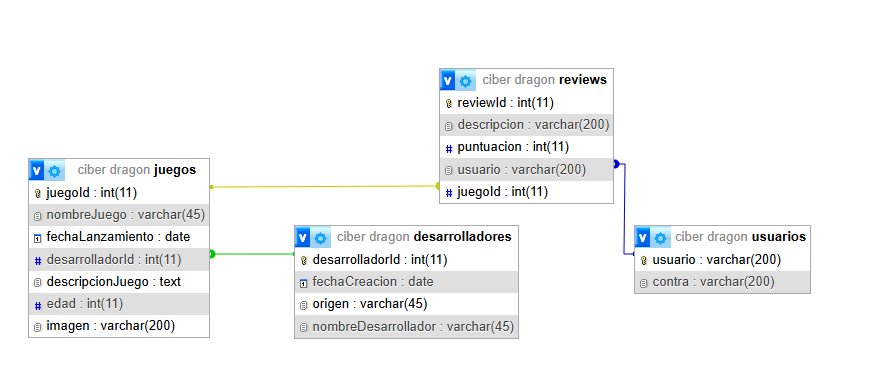 ciber dragon reviews
reviewId : int(11)
descripcion : varchar(200)
puntuacion : int(11)
usuario : varchar(200)
juegoId : int(11)
ciber dragon juegos
juegoId : int(11)
nombreJuego : varchar(45)
fechaLanzamiento : date
desarrolladorId : int(11)
descripcionJuego : text
edad : int(11)
imagen : varchar(200)
ciber dragon desarrolladores
desarrolladorId : int(11)
fechaCreacion : date
origen : varchar(45)
nombreDesarrollador : varchar(45)
ciber dragon usuarios
usuario : varchar(200)
contra : varchar(200)